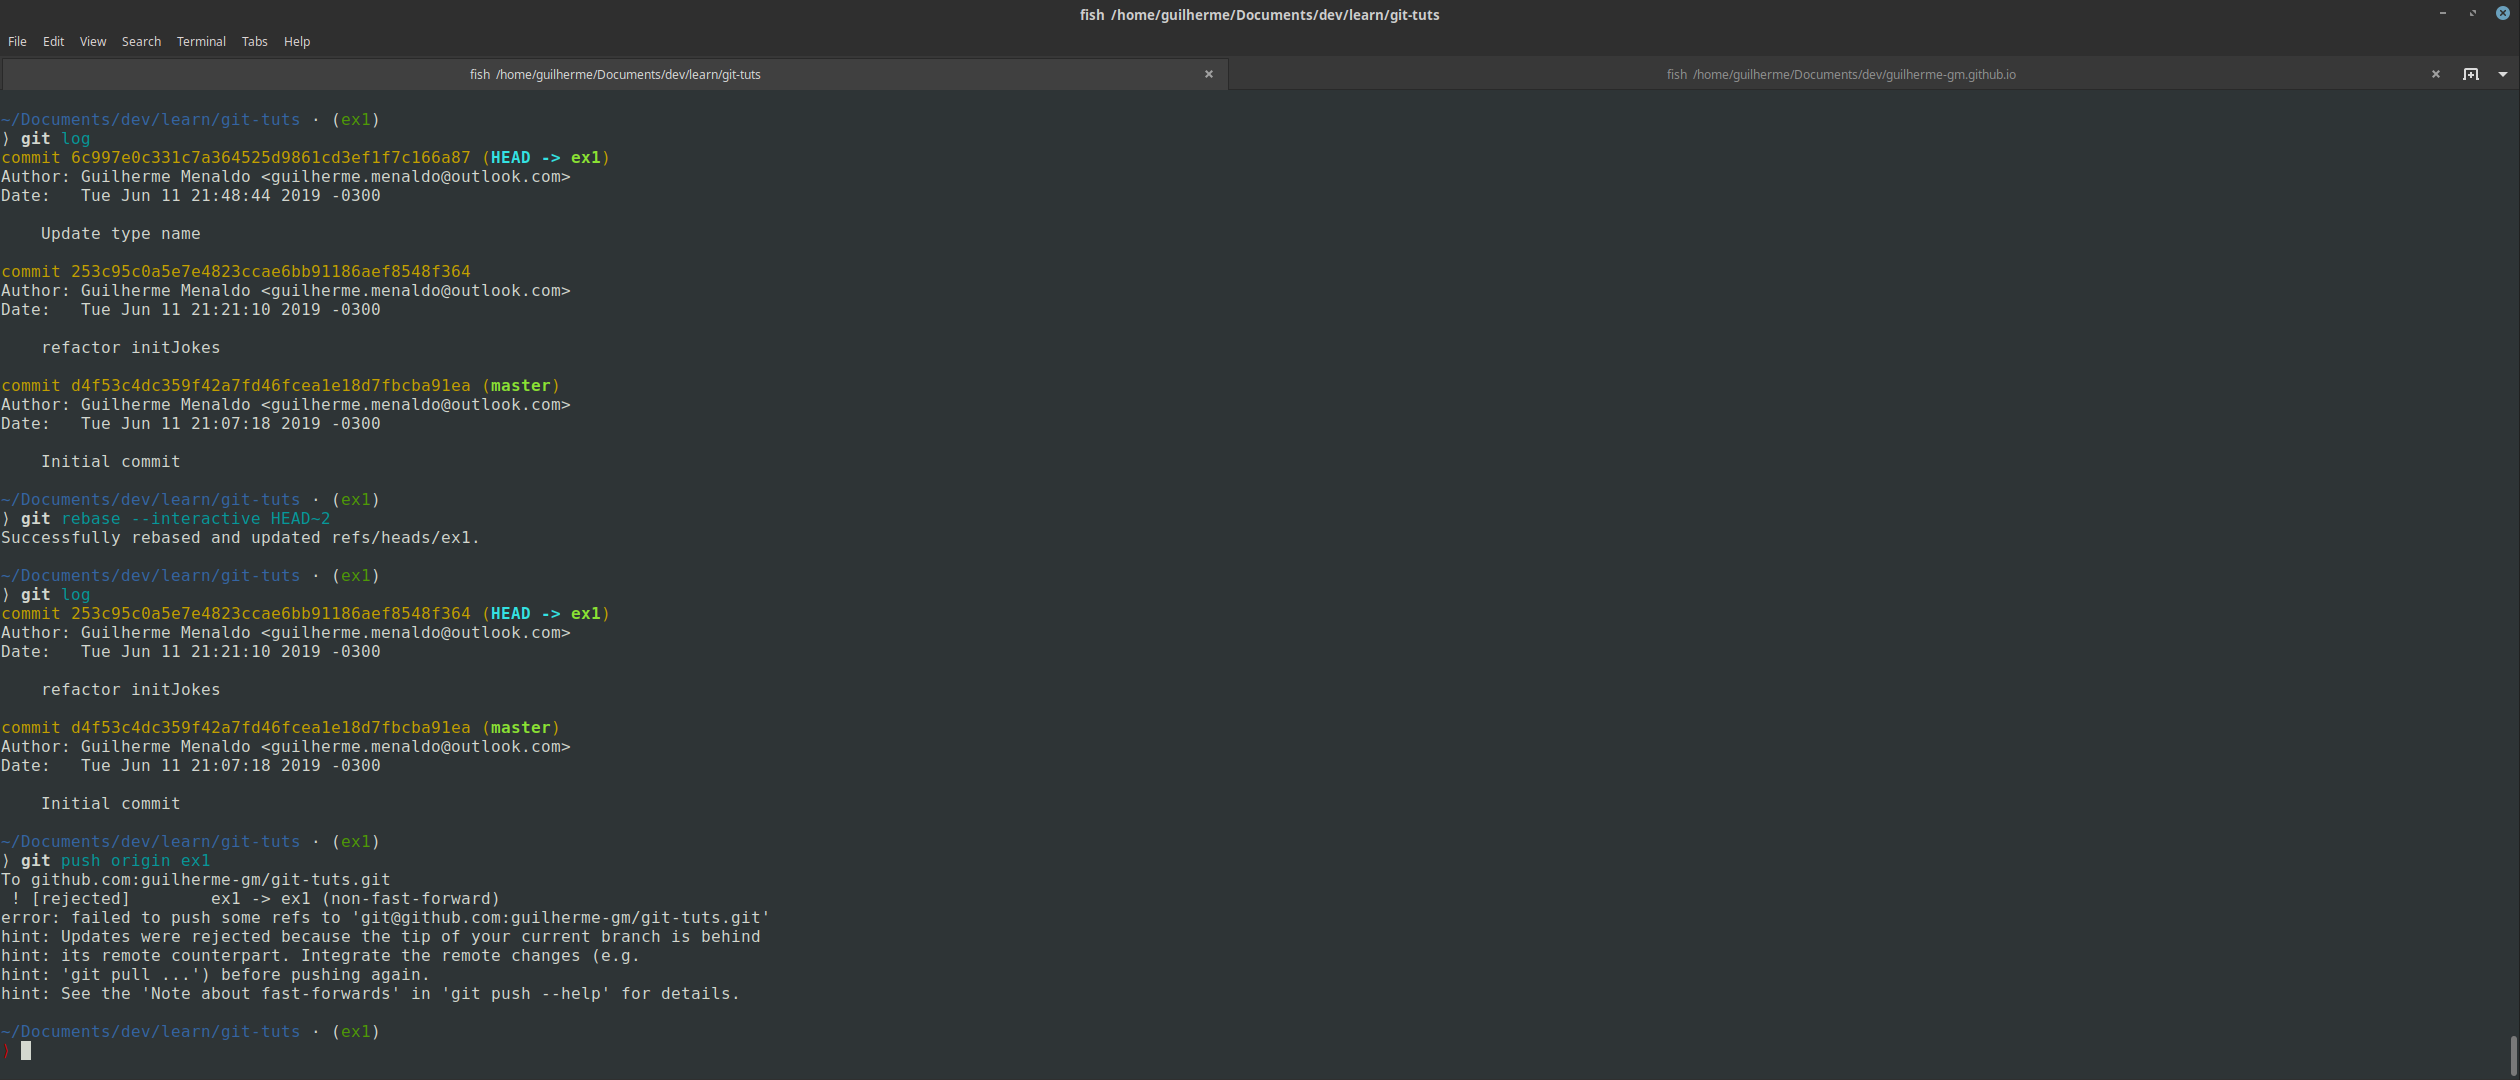 fish /home/guilherme/Documents/dev/learn/git-tuts
File Edit View Search Terminal Tabs Help
fish /home/guilherme/Documents/dev/learn/git-tuts fish /home/guilherme/Documents/dev/guilherme-gm.github.io
~/Documents/dev/learn/git-tuts · (ex1)
⟩ git log
commit 6c997e0c331c7a364525d9861cd3ef1f7c166a87 (HEAD -> ex1)
Author: Guilherme Menaldo <guilherme.menaldo@outlook.com>
Date:   Tue Jun 11 21:48:44 2019 -0300
    Update type name
commit 253c95c0a5e7e4823ccae6bb91186aef8548f364
Author: Guilherme Menaldo <guilherme.menaldo@outlook.com>
Date:   Tue Jun 11 21:21:10 2019 -0300
    refactor initJokes
commit d4f53c4dc359f42a7fd46fcea1e18d7fbcba91ea (master)
Author: Guilherme Menaldo <guilherme.menaldo@outlook.com>
Date:   Tue Jun 11 21:07:18 2019 -0300
    Initial commit
~/Documents/dev/learn/git-tuts · (ex1)
⟩ git rebase --interactive HEAD~2
Successfully rebased and updated refs/heads/ex1.
~/Documents/dev/learn/git-tuts · (ex1)
⟩ git log
commit 253c95c0a5e7e4823ccae6bb91186aef8548f364 (HEAD -> ex1)
Author: Guilherme Menaldo <guilherme.menaldo@outlook.com>
Date:   Tue Jun 11 21:21:10 2019 -0300
    refactor initJokes
commit d4f53c4dc359f42a7fd46fcea1e18d7fbcba91ea (master)
Author: Guilherme Menaldo <guilherme.menaldo@outlook.com>
Date:   Tue Jun 11 21:07:18 2019 -0300
    Initial commit
~/Documents/dev/learn/git-tuts · (ex1)
⟩ git push origin ex1
To github.com:guilherme-gm/git-tuts.git
 ! [rejected]        ex1 -> ex1 (non-fast-forward)
error: failed to push some refs to 'git@github.com:guilherme-gm/git-tuts.git'
hint: Updates were rejected because the tip of your current branch is behind
hint: its remote counterpart. Integrate the remote changes (e.g.
hint: 'git pull ...') before pushing again.
hint: See the 'Note about fast-forwards' in 'git push --help' for details.
~/Documents/dev/learn/git-tuts · (ex1)
⟩